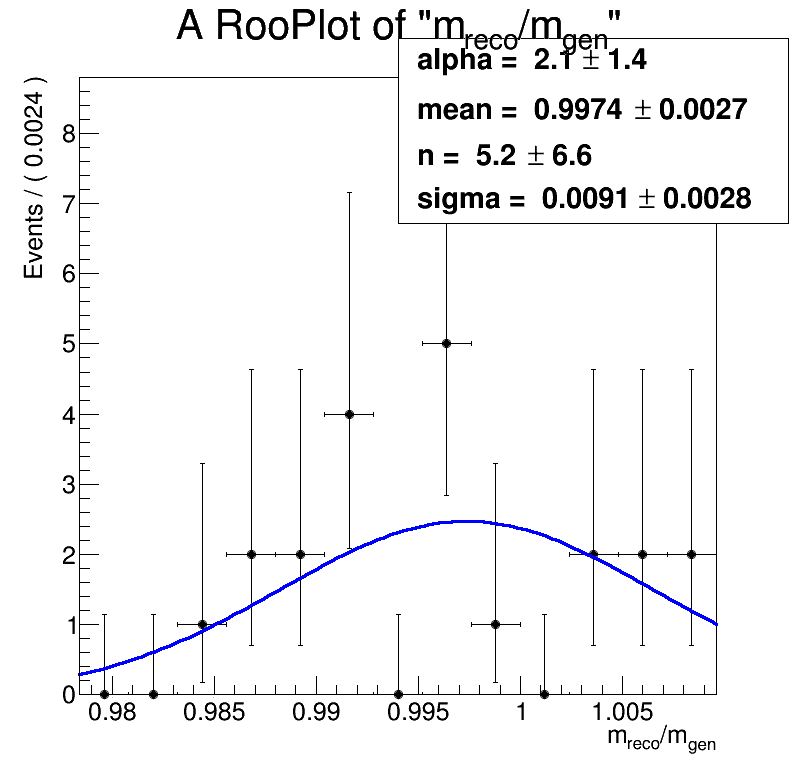 A RooPlot of "m_reco/m_gen"
alpha = 2.1 ± 1.4
mean = 0.9974 ± 0.0027
n = 5.2 ± 6.6
sigma = 0.0091 ± 0.0028
Events / ( 0.0024 )
8
7
6
5
4
3
2
1
0
0.98 0.985 0.99 0.995 1 1.005
m_reco/m_gen